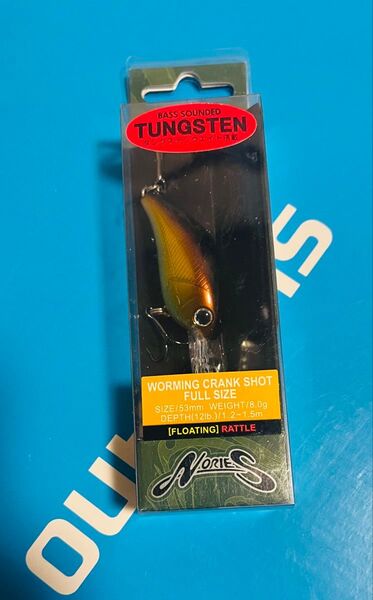 BASS SOUNDED
TUNGSTEN
WORMING CRANK SHOT
FULL SIZE
SIZE/53mm WEIGHT/8.0g
DEPTH(12lb.)/1.2~1.5m
[FLOATING] RATTLE
NORIES
OU
S